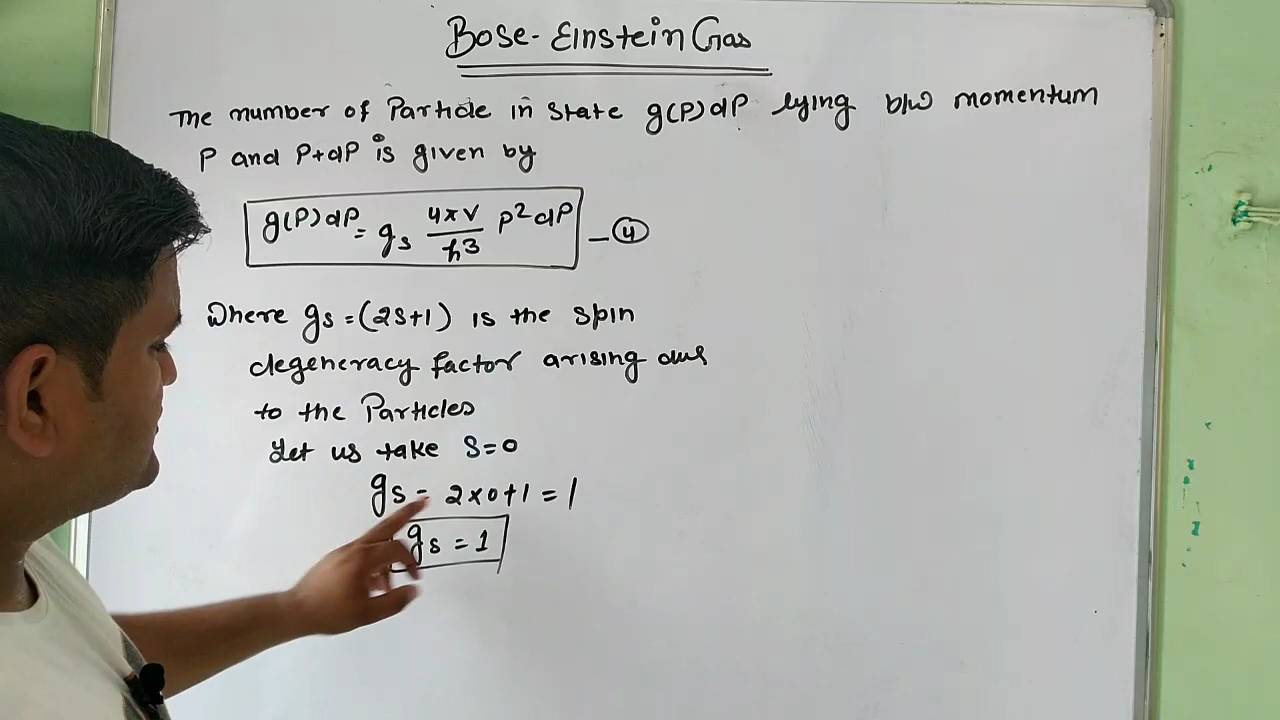 Bose-Einstein Gas
The number of Particle in state g(P)dP lying b/w momentum
P and P+dP is given by
g(P)dP = gs 4πV/h³ P² dP — (4)
Where gs = (2s+1) is the spin
degeneracy factor arising due
to the Particles
Let us take S=0
gs = 2×0+1 = 1
gs = 1